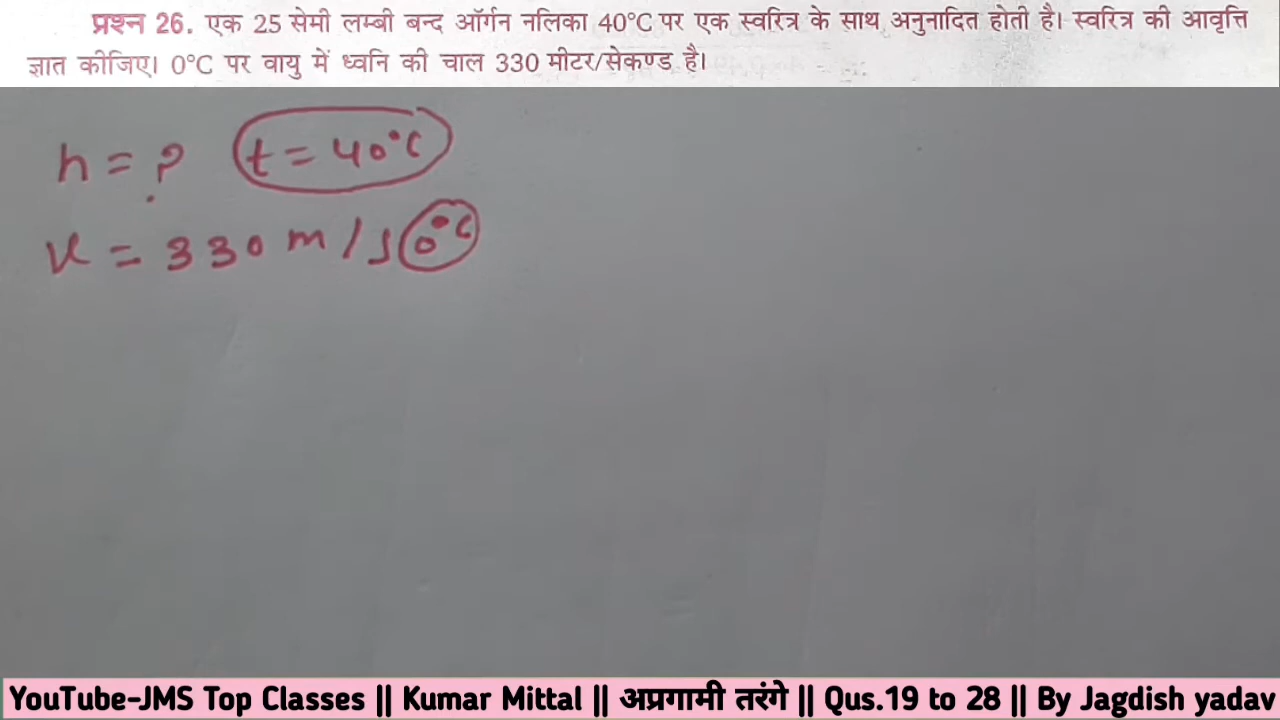 प्रश्न 26. एक 25 सेमी लम्बी बन्द ऑर्गन नलिका 40°C पर एक स्वरित्र के साथ अनुनादित होती है। स्वरित्र की आवृत्ति
ज्ञात कीजिए। 0°C पर वायु में ध्वनि की चाल 330 मीटर/सेकण्ड है।
n = ? t = 40°C
v = 330 m/s 0°C
YouTube-JMS Top Classes || Kumar Mittal || अप्रगामी तरंगे || Qus.19 to 28 || By Jagdish yadav